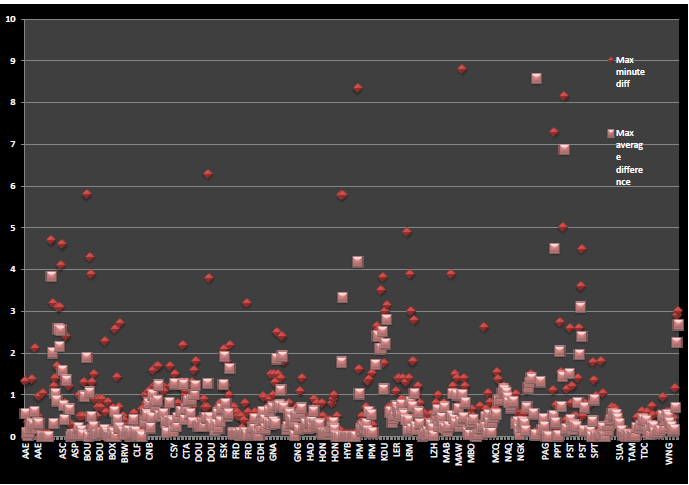 10
9
8
7
6
5
4
3
2
1
0
Max
minute
diff
Max
averag
e
differe
nce
AAE
AAE
ASC
ASP
BOU
BOU
BOX
BRW
CLF
CNB
CSY
CTA
DOU
DOU
ESK
FRD
FRD
GDH
GNA
GNG
HAD
HON
HON
HYB
IPM
IPM
KOU
LER
LRM
LZH
MAB
MAW
MBO
MCQ
NAQ
NGK
PAG
PPT
PST
PST
SPT
SUA
TAM
TDC
WNG